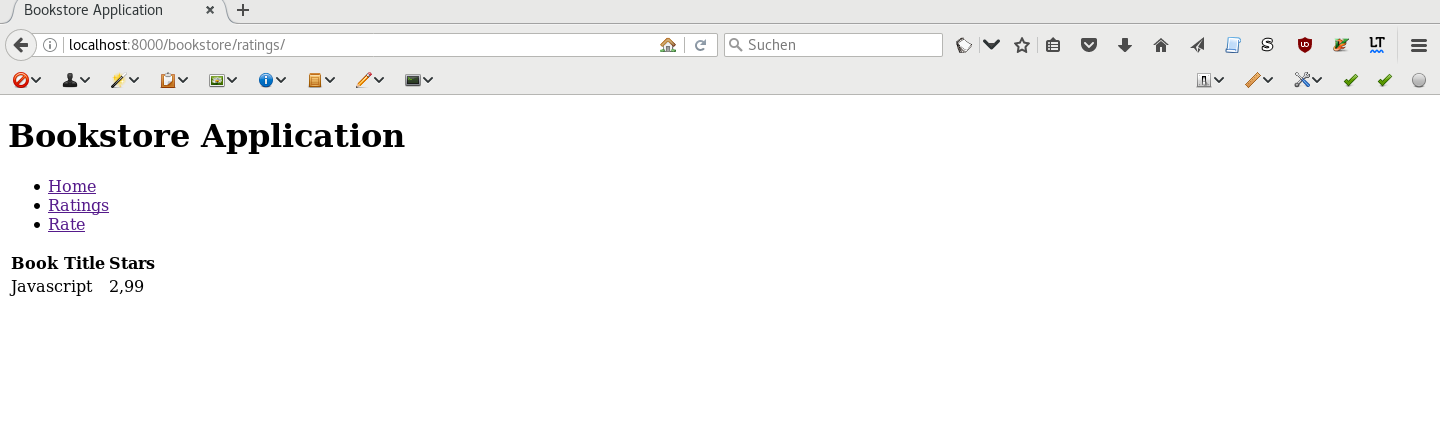 Bookstore Application
localhost:8000/bookstore/ratings/
Suchen
S
LT
Bookstore Application
Home
Ratings
Rate
Book Title Stars
Javascript 2,99